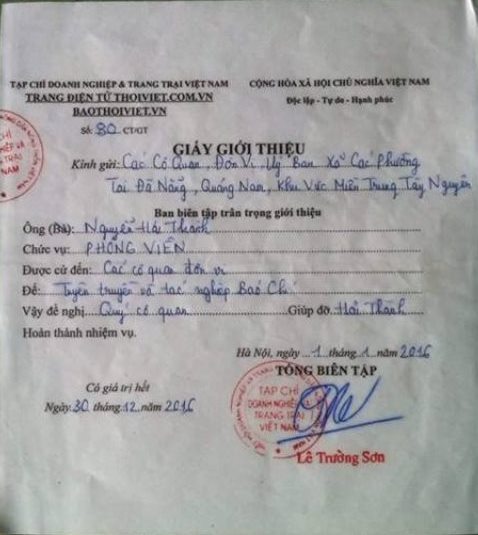 TẠP CHÍ DOANH NGHIỆP & TRANG TRẠI VIỆT NAM
TRANG ĐIỆN TỬ THOIVIET.COM.VN
BAOTHOIVIET.VN
Số: 30 CT/GT
CỘNG HÒA XÃ HỘI CHỦ NGHĨA VIỆT NAM
Độc lập - Tự do - Hạnh phúc
GIẤY GIỚI THIỆU
Kính gửi: Các Cơ Quan, Đơn Vị, Uỷ Ban Xã Các Phường
Tại Đà Nẵng, Quảng Nam, Khu Vực Miền Trung Tây Nguyên
Ban biên tập trân trọng giới thiệu
Ông (Bà): Nguyễn Hải Thành
Chức vụ: PHÓNG VIÊN
Được cử đến: Các cơ quan đơn vị
Để: Tuyên truyền và tác nghiệp Báo Chí
Vậy đề nghị Quý cơ quan Giúp đỡ Hải Thành
Hoàn thành nhiệm vụ.
Hà Nội, ngày 1 tháng 1 năm 2016
TỔNG BIÊN TẬP
Có giá trị hết
Ngày 30 tháng 12 năm 2016
TẠP CHÍ
DOANH NGHIỆP VÀ
TRANG TRẠI
VIỆT NAM
Lê Trường Sơn